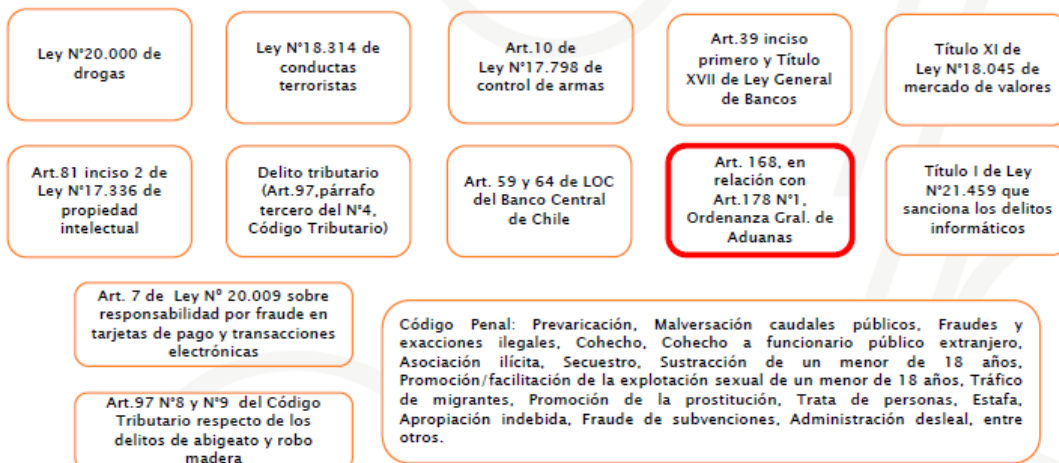 Ley N°20.000 de
drogas
Ley N°18.314 de
conductas
terroristas
Art.10 de
Ley N°17.798 de
control de armas
Art.39 inciso
primero y Título
XVII de Ley General
de Bancos
Título XI de
Ley N°18.045 de
mercado de valores
Art.81 inciso 2 de
Ley N°17.336 de
propiedad
intelectual
Delito tributario
(Art.97,párrafo
tercero del N°4,
Código Tributario)
Art. 59 y 64 de LOC
del Banco Central
de Chile
Art. 168, en
relación con
Art.178 N°1,
Ordenanza Gral. de
Aduanas
Título I de Ley
N°21.459 que
sanciona los delitos
informáticos
Art. 7 de Ley Nº 20.009 sobre
responsabilidad por fraude en
tarjetas de pago y transacciones
electrónicas
Art.97 N°8 y N°9 del Código
Tributario respecto de los
delitos de abigeato y robo
madera
Código Penal: Prevaricación, Malversación caudales públicos, Fraudes y
exacciones ilegales, Cohecho, Cohecho a funcionario público extranjero,
Asociación ilícita, Secuestro, Sustracción de un menor de 18 años,
Promoción/facilitación de la explotación sexual de un menor de 18 años, Tráfico
de migrantes, Promoción de la prostitución, Trata de personas, Estafa,
Apropiación indebida, Fraude de subvenciones, Administración desleal, entre
otros.